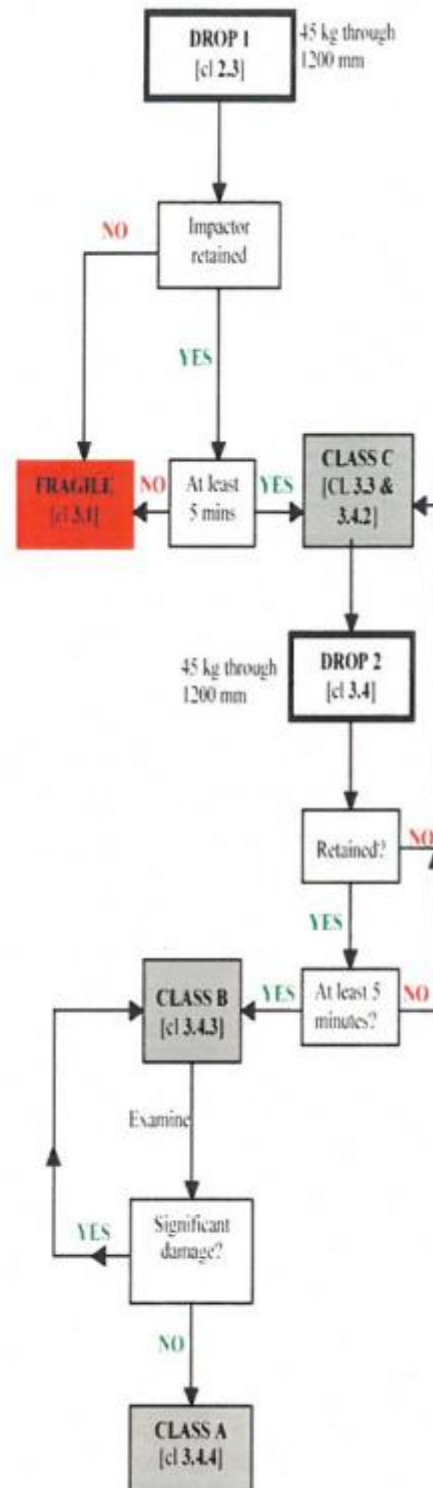 DROP 1
[cl 2.3]
45 kg through
1200 mm
NO
Impactor
retained
YES
FRAGILE
[cl 3.1]
NO
At least
5 mins
YES
CLASS C
[CL 3.3 &
3.4.2]
45 kg through
1200 mm
DROP 2
[cl 3.4]
Retained?
NO
YES
CLASS B
[cl 3.4.3]
YES
At least 5
minutes?
NO
Examine
YES
Significant
damage?
NO
CLASS A
[cl 3.4.4]